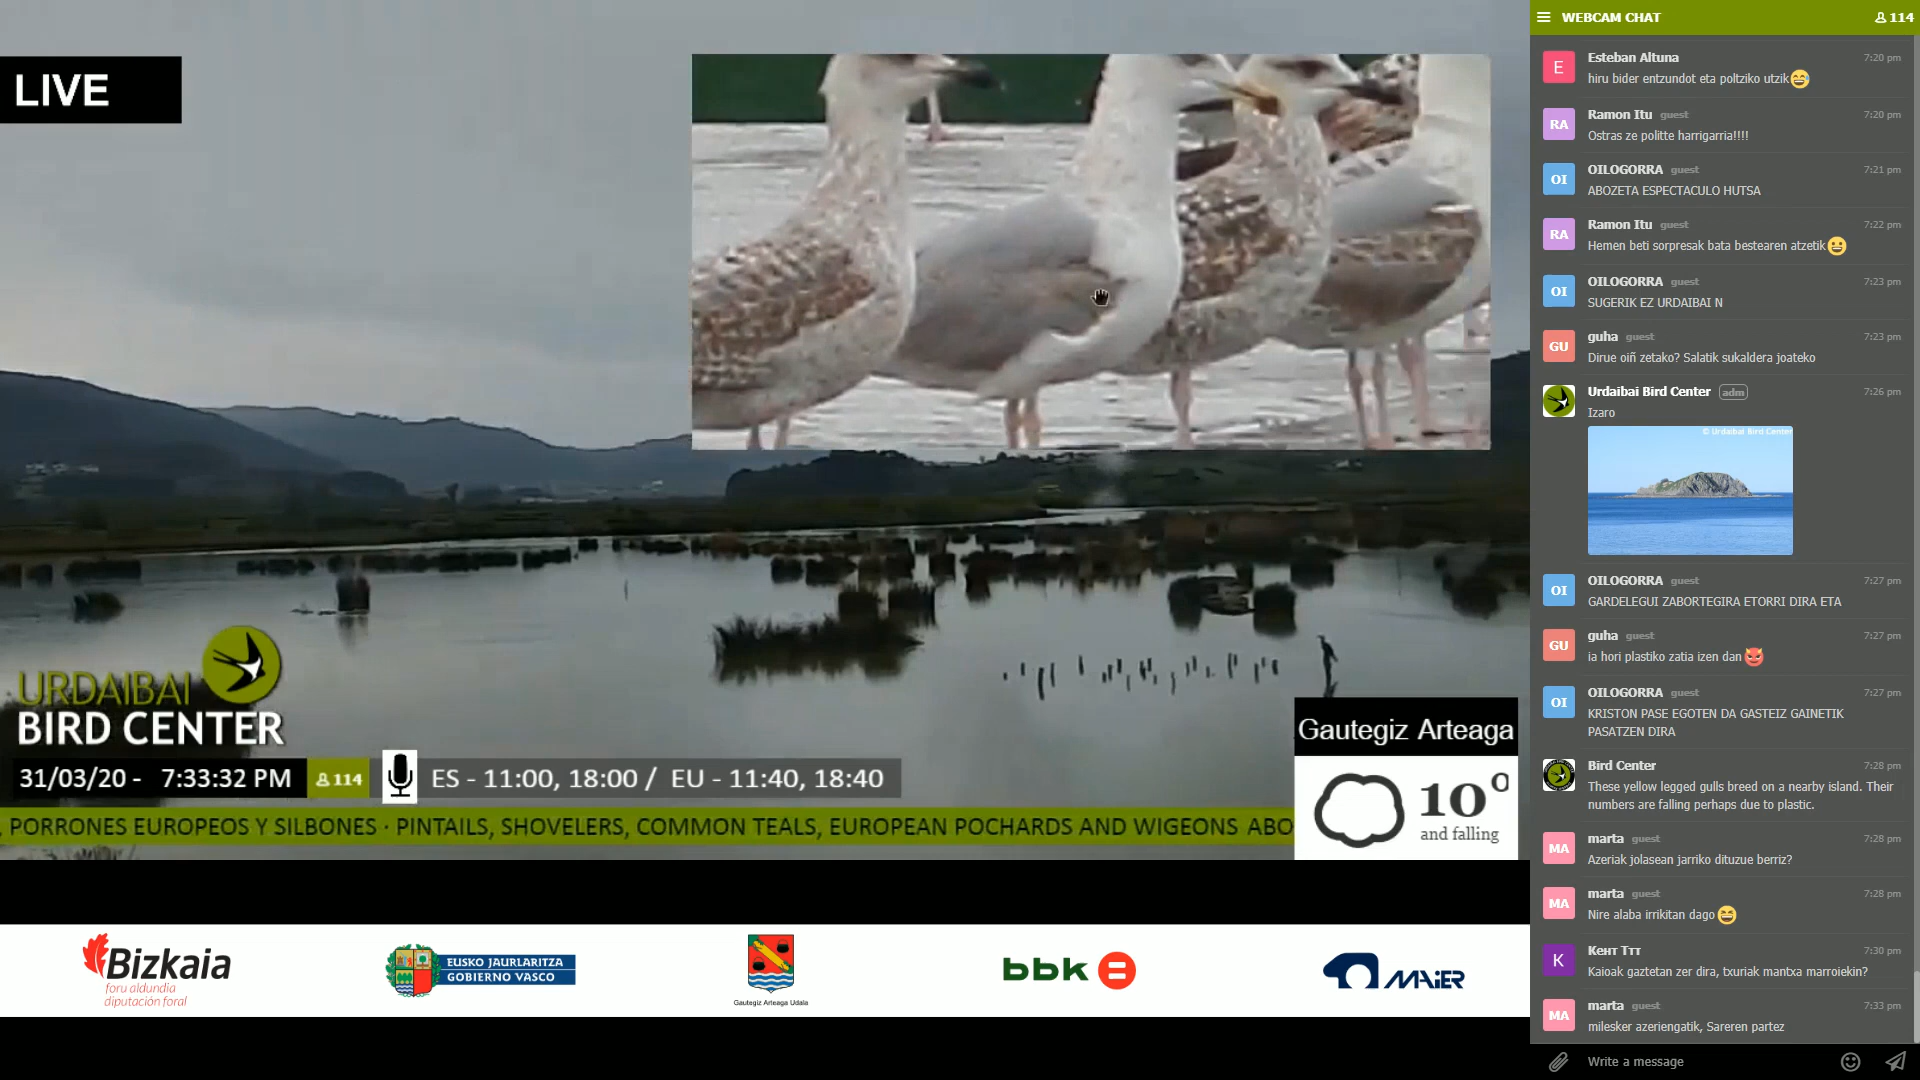 LIVE
URDAIBAI
BIRD CENTER
31/03/20 - 7:33:32 PM
114
ES - 11:00, 18:00 / EU - 11:40, 18:40
, PORRONES EUROPEOS Y SILBONES · PINTAILS, SHOVELERS, COMMON TEALS, EUROPEAN POCHARDS AND WIGEONS ABO
Gautegiz Arteaga
10°
and falling
Bizkaia
foru aldundia
diputación foral
EUSKO JAURLARITZA
GOBIERNO VASCO
Gautegiz Arteaga Udala
bbk
MAIER
WEBCAM CHAT
114
Esteban Altuna 7:20 pm
hiru bider entzundot eta poltziko utzik😅
Ramon Itu guest 7:20 pm
Ostras ze politte harrigarria!!!!
OILOGORRA guest 7:21 pm
ABOZETA ESPECTACULO HUTSA
Ramon Itu guest 7:22 pm
Hemen beti sorpresak bata bestearen atzetik😀
OILOGORRA guest 7:23 pm
SUGERIK EZ URDAIBAI N
guha guest 7:23 pm
Dirue oiñ zetako? Salatik sukaldera joateko
Urdaibai Bird Center adm 7:26 pm
Izaro
© Urdaibai Bird Center
OILOGORRA guest 7:27 pm
GARDELEGUI ZABORTEGIRA ETORRI DIRA ETA
guha guest 7:27 pm
ia hori plastiko zatia izen dan😈
OILOGORRA guest 7:27 pm
KRISTON PASE EGOTEN DA GASTEIZ GAINETIK
PASATZEN DIRA
Bird Center 7:28 pm
These yellow legged gulls breed on a nearby island. Their
numbers are falling perhaps due to plastic.
marta guest 7:28 pm
Azeriak jolasean jarriko dituzue berriz?
marta guest 7:28 pm
Nire alaba irrikitan dago😆
Кент Ттт 7:30 pm
Kaioak gaztetan zer dira, txuriak mantxa marroiekin?
marta guest 7:33 pm
milesker azeriengatik, Sareren partez
Write a message